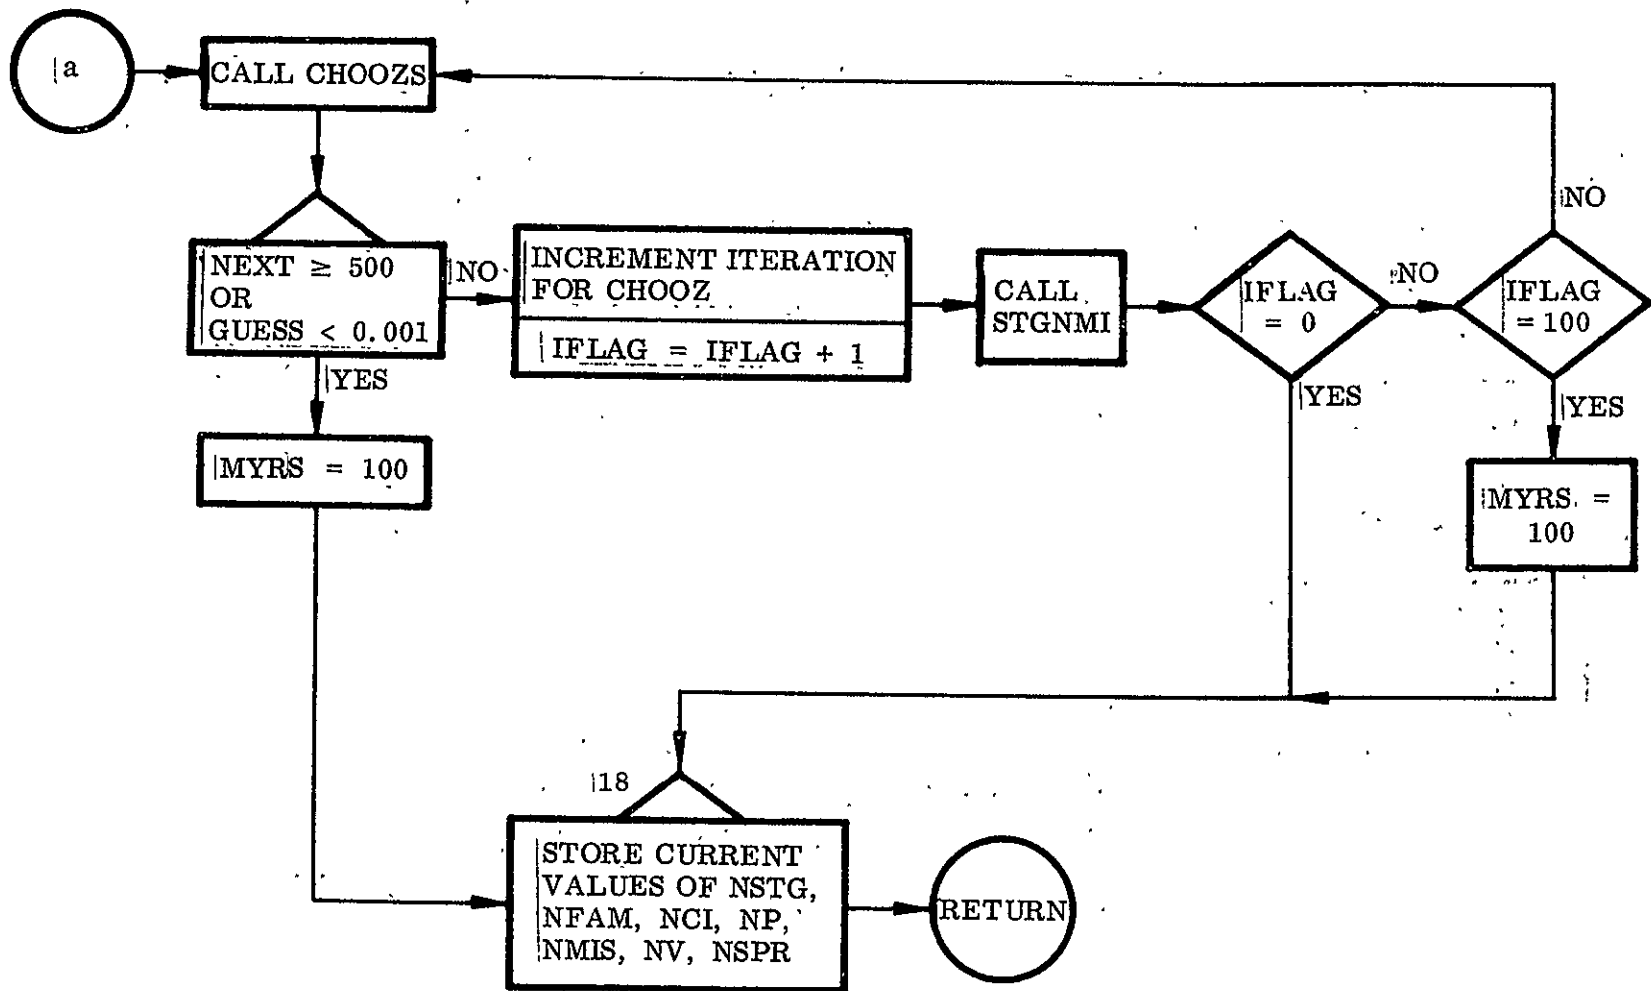 a
CALL CHOOZS
NEXT ≥ 500
OR
GUESS < 0.001
NO
INCREMENT ITERATION
FOR CHOOZ
IFLAG = IFLAG + 1
CALL
STGNMI
IFLAG
= 0
NO
IFLAG
= 100
NO
YES
MYRS = 100
YES
YES
MYRS =
100
18
STORE CURRENT
VALUES OF NSTG,
NFAM, NCI, NP,
NMIS, NV, NSPR
RETURN